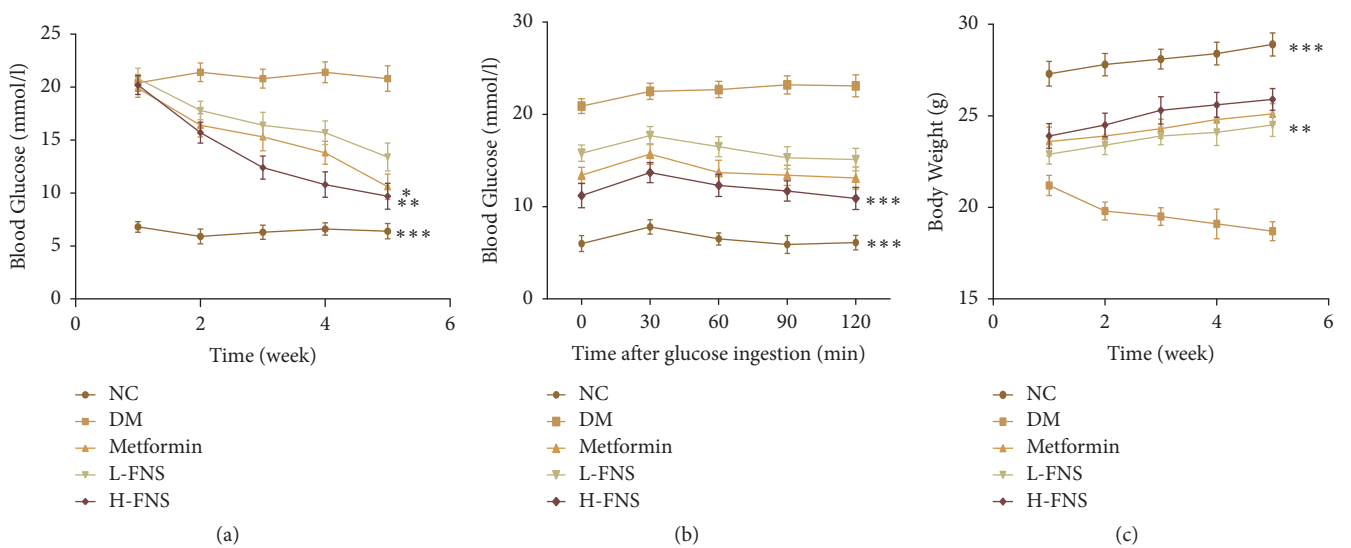 Blood Glucose (mmol/l)
25
20
15
10
5
0
0 2 4 6
Time (week)
*
**
***
NC
DM
Metformin
L-FNS
H-FNS
(a)
Blood Glucose (mmol/l)
30
20
10
0
0 30 60 90 120
Time after glucose ingestion (min)
***
***
NC
DM
Metformin
L-FNS
H-FNS
(b)
Body Weight (g)
30
25
20
15
0 2 4 6
Time (week)
***
**
NC
DM
Metformin
L-FNS
H-FNS
(c)